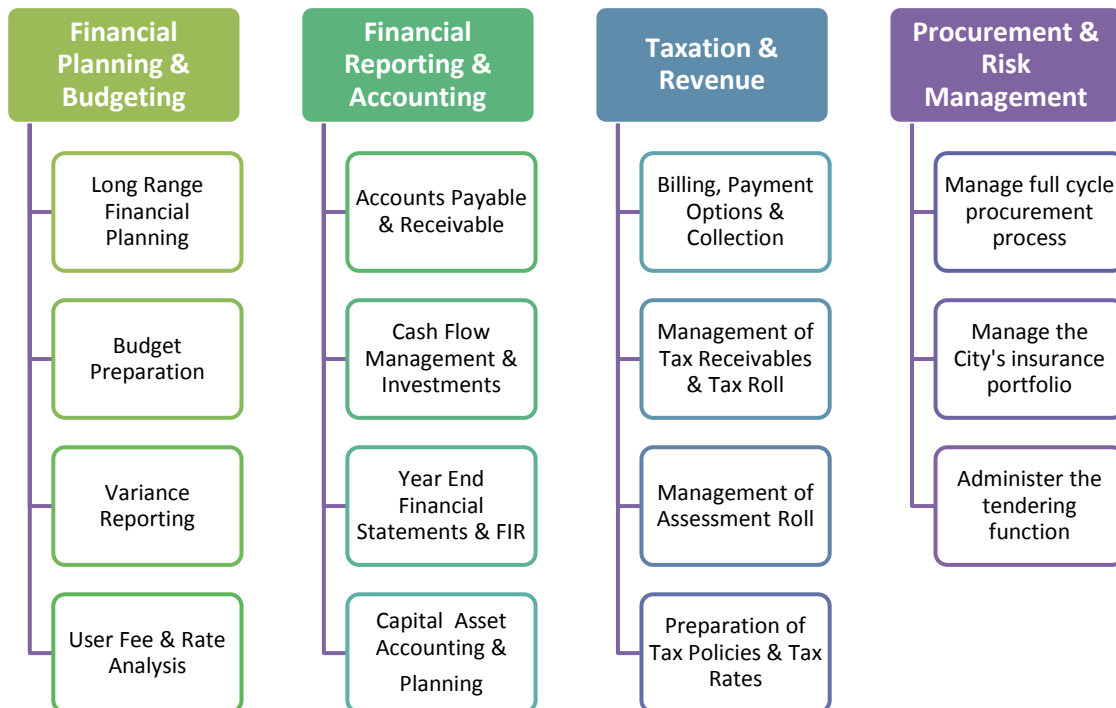 Financial
Planning &
Budgeting
Long Range
Financial
Planning
Budget
Preparation
Variance
Reporting
User Fee & Rate
Analysis
Financial
Reporting &
Accounting
Accounts Payable
& Receivable
Cash Flow
Management &
Investments
Year End
Financial
Statements & FIR
Capital Asset
Accounting &
Planning
Taxation &
Revenue
Billing, Payment
Options &
Collection
Management of
Tax Receivables
& Tax Roll
Management of
Assessment Roll
Preparation of
Tax Policies & Tax
Rates
Procurement &
Risk
Management
Manage full cycle
procurement
process
Manage the
City's insurance
portfolio
Administer the
tendering
function